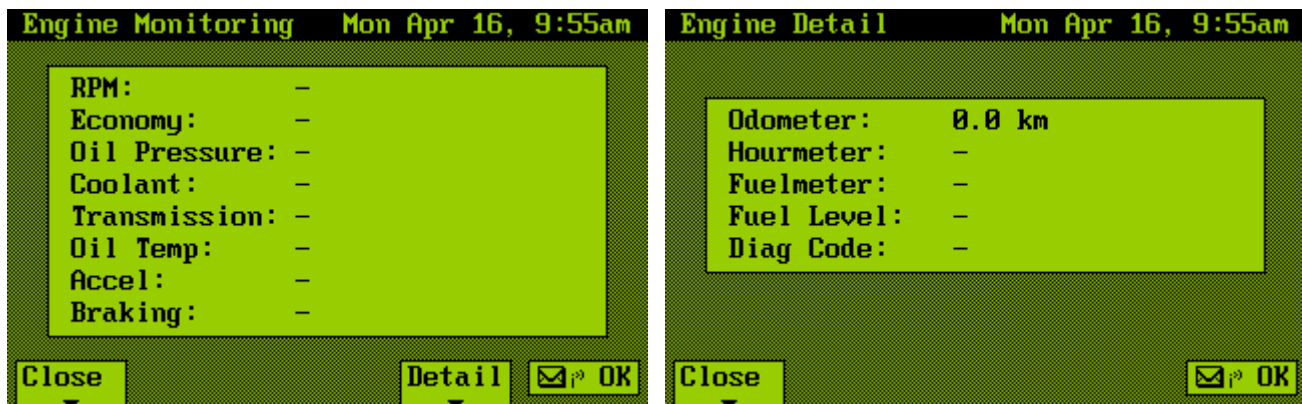 Engine Monitoring Mon Apr 16, 9:55am
RPM: –
Economy: –
Oil Pressure: –
Coolant: –
Transmission: –
Oil Temp: –
Accel: –
Braking: –
Close Detail OK
Engine Detail Mon Apr 16, 9:55am
Odometer: 0.0 km
Hourmeter: –
Fuelmeter: –
Fuel Level: –
Diag Code: –
Close OK